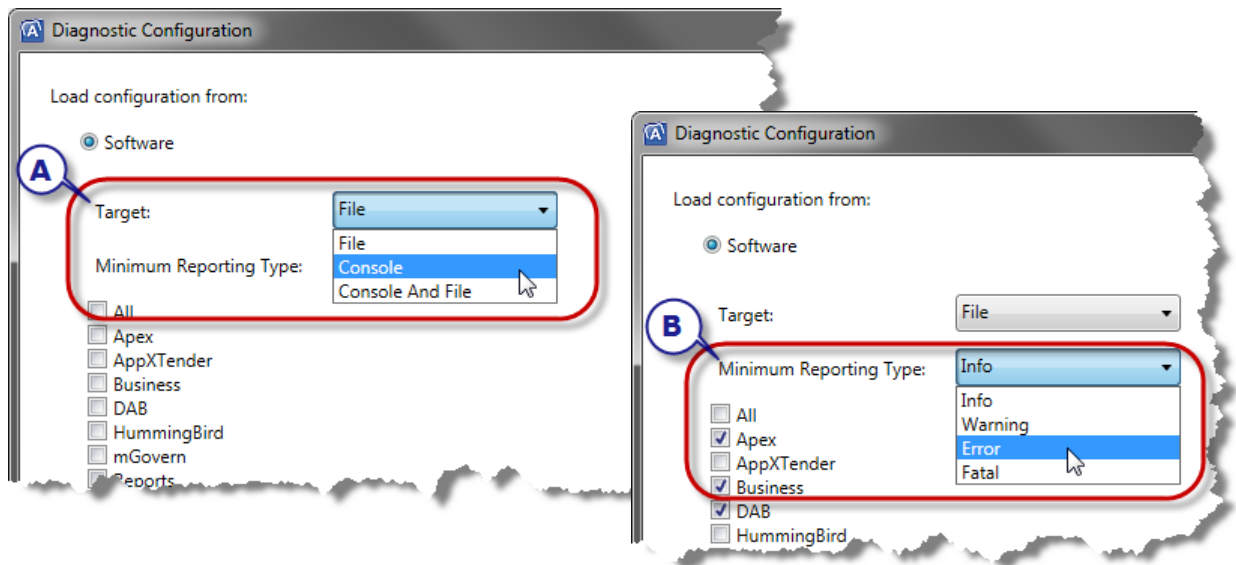 Diagnostic Configuration
Load configuration from:
Software
A
Target:
File
File
Console
Console And File
Minimum Reporting Type:
All
Apex
AppXTender
Business
DAB
HummingBird
mGovern
Reports
Diagnostic Configuration
Load configuration from:
Software
Target:
File
B
Minimum Reporting Type:
Info
Info
Warning
Error
Fatal
All
Apex
AppXTender
Business
DAB
HummingBird